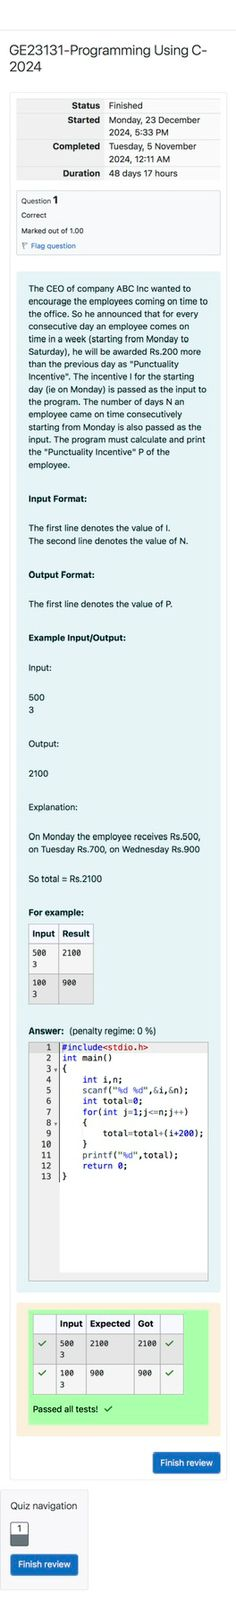 GE23131-Programming Using C-
2024
Status Finished
Started Monday, 23 December
2024, 5:33 PM
Completed Tuesday, 5 November
2024, 12:11 AM
Duration 48 days 17 hours
Question 1
Correct
Marked out of 1.00
Flag question
The CEO of company ABC Inc wanted to
encourage the employees coming on time to
the office. So he announced that for every
consecutive day an employee comes on
time in a week (starting from Monday to
Saturday), he will be awarded Rs.200 more
than the previous day as "Punctuality
Incentive". The incentive I for the starting
day (ie on Monday) is passed as the input to
the program. The number of days N an
employee came on time consecutively
starting from Monday is also passed as the
input. The program must calculate and print
the "Punctuality Incentive" P of the
employee.
Input Format:
The first line denotes the value of I.
The second line denotes the value of N.
Output Format:
The first line denotes the value of P.
Example Input/Output:
Input:
500
3
Output:
2100
Explanation:
On Monday the employee receives Rs.500,
on Tuesday Rs.700, on Wednesday Rs.900
So total = Rs.2100
For example:
Input Result
500 2100
3
100 900
3
Answer: (penalty regime: 0 %)
1 #include<stdio.h>
2 int main()
3 {
4 int i,n;
5 scanf("%d %d",&i,&n);
6 int total=0;
7 for(int j=1;j<=n;j++)
8 {
9 total=total+(i+200);
10 }
11 printf("%d",total);
12 return 0;
13 }
Input Expected Got
500 2100 2100
3
100 900 900
3
Passed all tests!
Finish review
Quiz navigation
1
Finish review